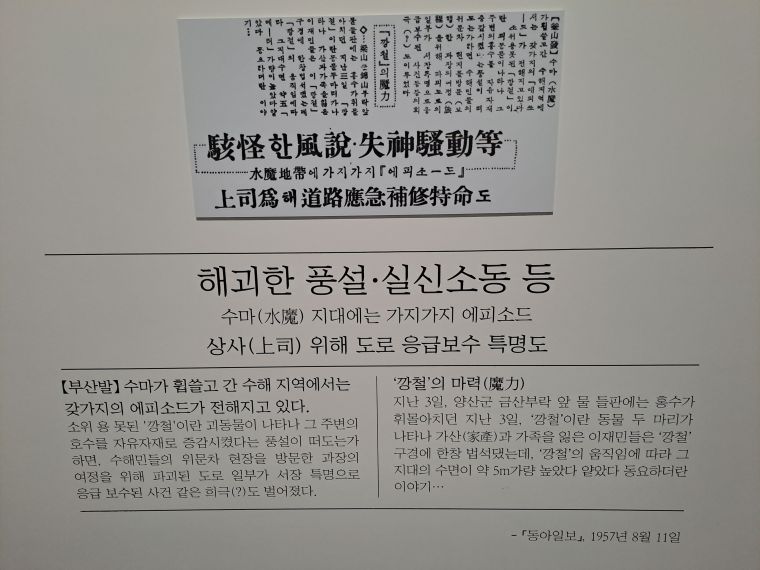 駭怪한風說·失神騷動等
水魔地帶에가지가지『에피소─드』
上司爲해道路應急補修特命도
『깡철』의魔力
해괴한 풍설·실신소동 등
수마(水魔) 지대에는 가지가지 에피소드
상사(上司) 위해 도로 응급보수 특명도
【부산발】 수마가 휩쓸고 간 수해 지역에서는
갖가지의 에피소드가 전해지고 있다.
소위 용 못된 '깡철'이란 괴동물이 나타나 그 주변의
호수를 자유자재로 증감시켰다는 풍설이 떠도는가
하면, 수해민들의 위문차 현장을 방문한 과장의
여정을 위해 파괴된 도로 일부가 서장 특명으로
응급 보수된 사건 같은 희극(?)도 벌어졌다.
'깡철'의 마력(魔力)
지난 3일, 양산군 금산부락 앞 물 들판에는 홍수가
휘몰아치던 지난 3일, '깡철'이란 동물 두 마리가
나타나 가산(家產)과 가족을 잃은 이재민들은 '깡철'
구경에 한창 법석댔는데, '깡철'의 움직임에 따라 그
지대의 수면이 약 5m가량 높았다 얕았다 동요하더란
이야기…
- 『동아일보』, 1957년 8월 11일